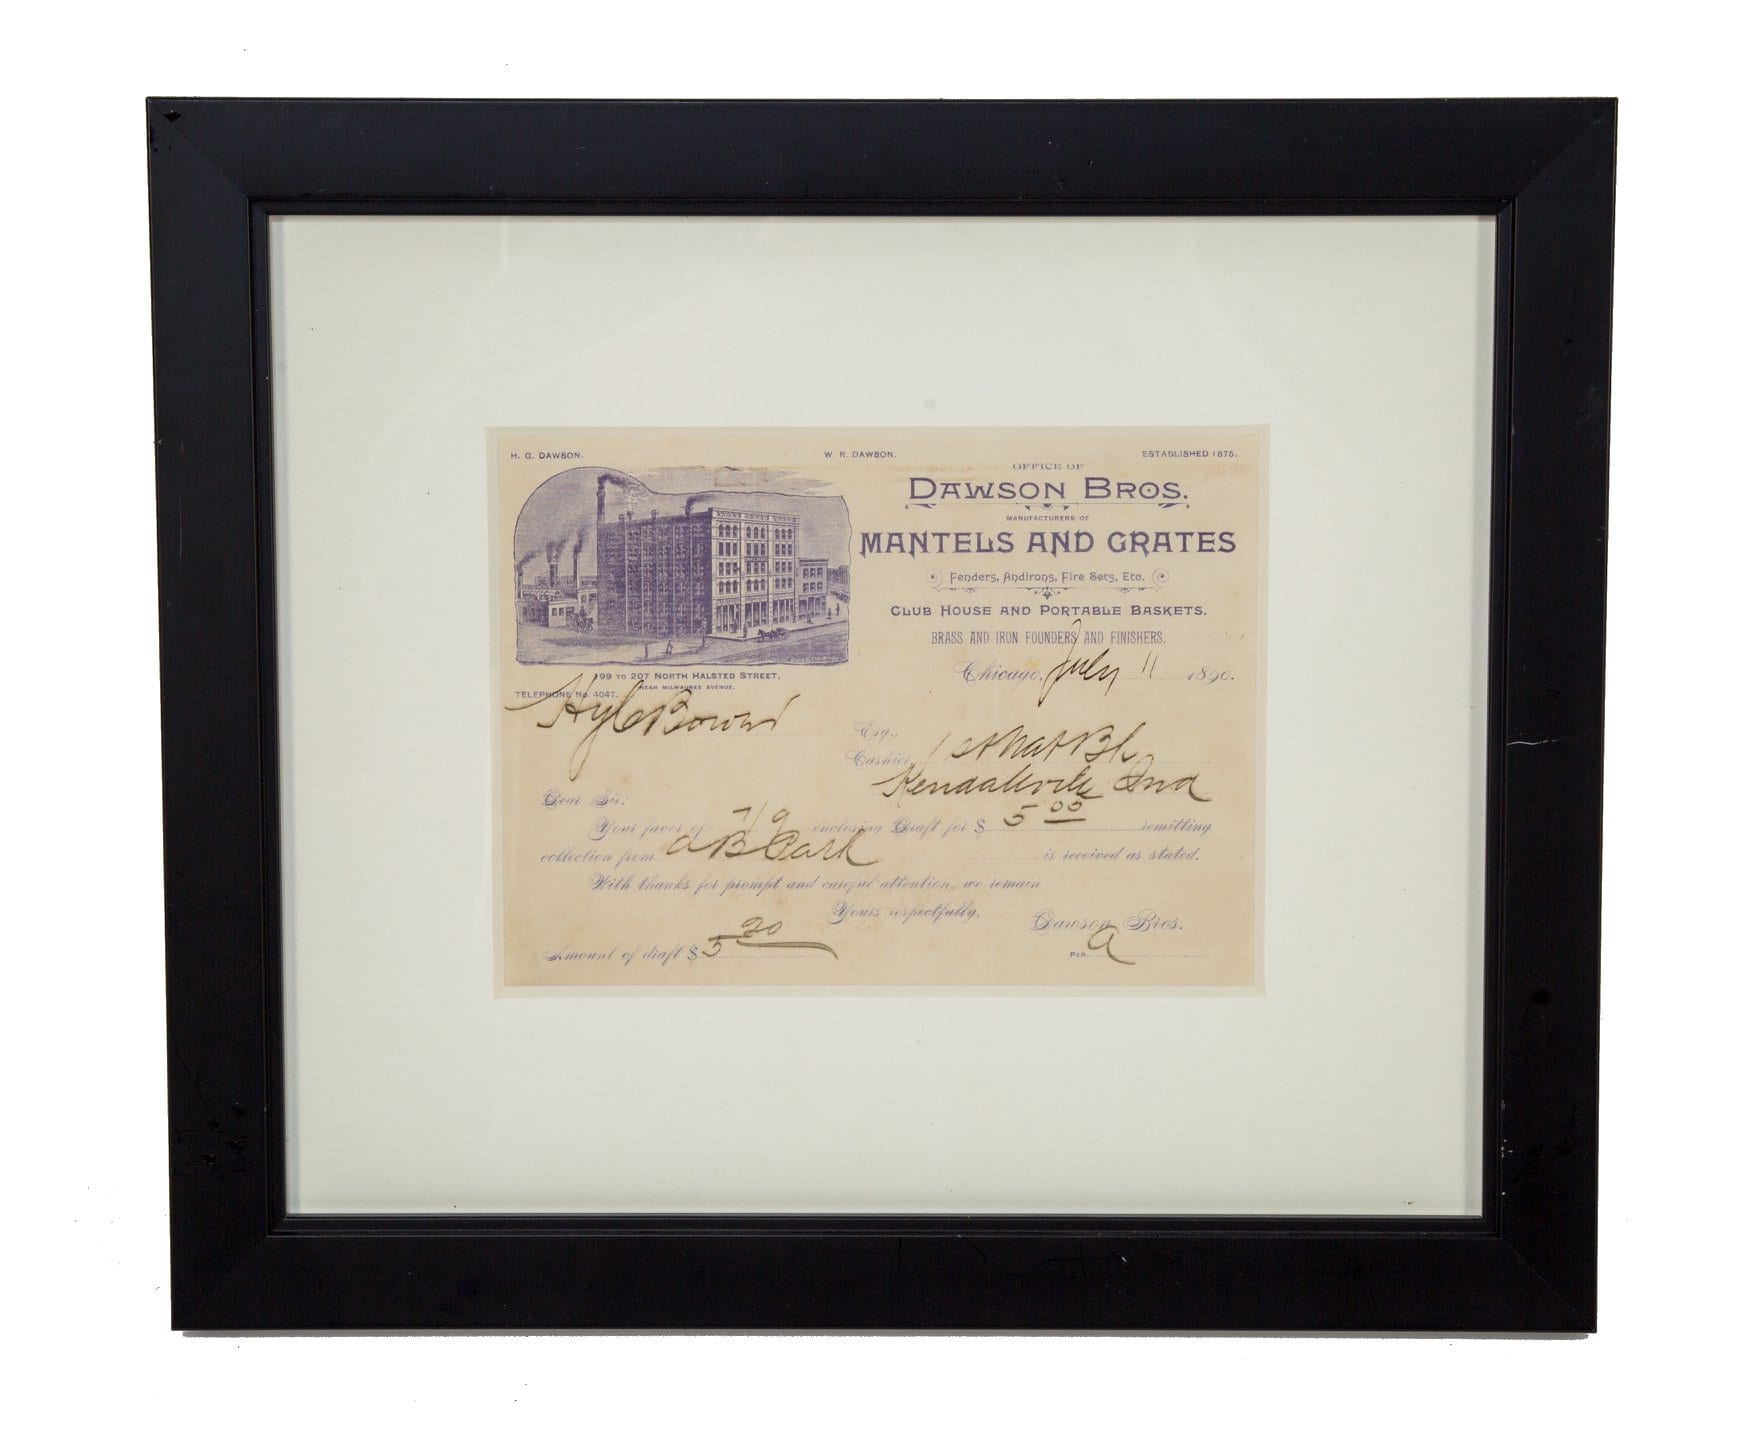 H. G. DAWSON. W. R. DAWSON. ESTABLISHED 1875.
OFFICE OF
DAWSON BROS.
MANUFACTURERS OF
MANTELS AND GRATES
Fenders, Andirons, Fire Sets, Etc.
CLUB HOUSE AND PORTABLE BASKETS.
BRASS AND IRON FOUNDERS AND FINISHERS.
Chicago, July 11 1890.
199 TO 207 NORTH HALSTED STREET,
NEAR MILWAUKEE AVENUE.
TELEPHONE No. 4047.
Esq.,
Cashier 1st Nat Bk
Kendallville Ind
Dear Sir:
Your favor of 7/9 enclosing Draft for $ 5 00 remitting
collection from A B Park is received as stated.
With thanks for prompt and careful attention, we remain
Yours respectfully,
Dawson Bros.
Amount of draft $ 5 20
PER A